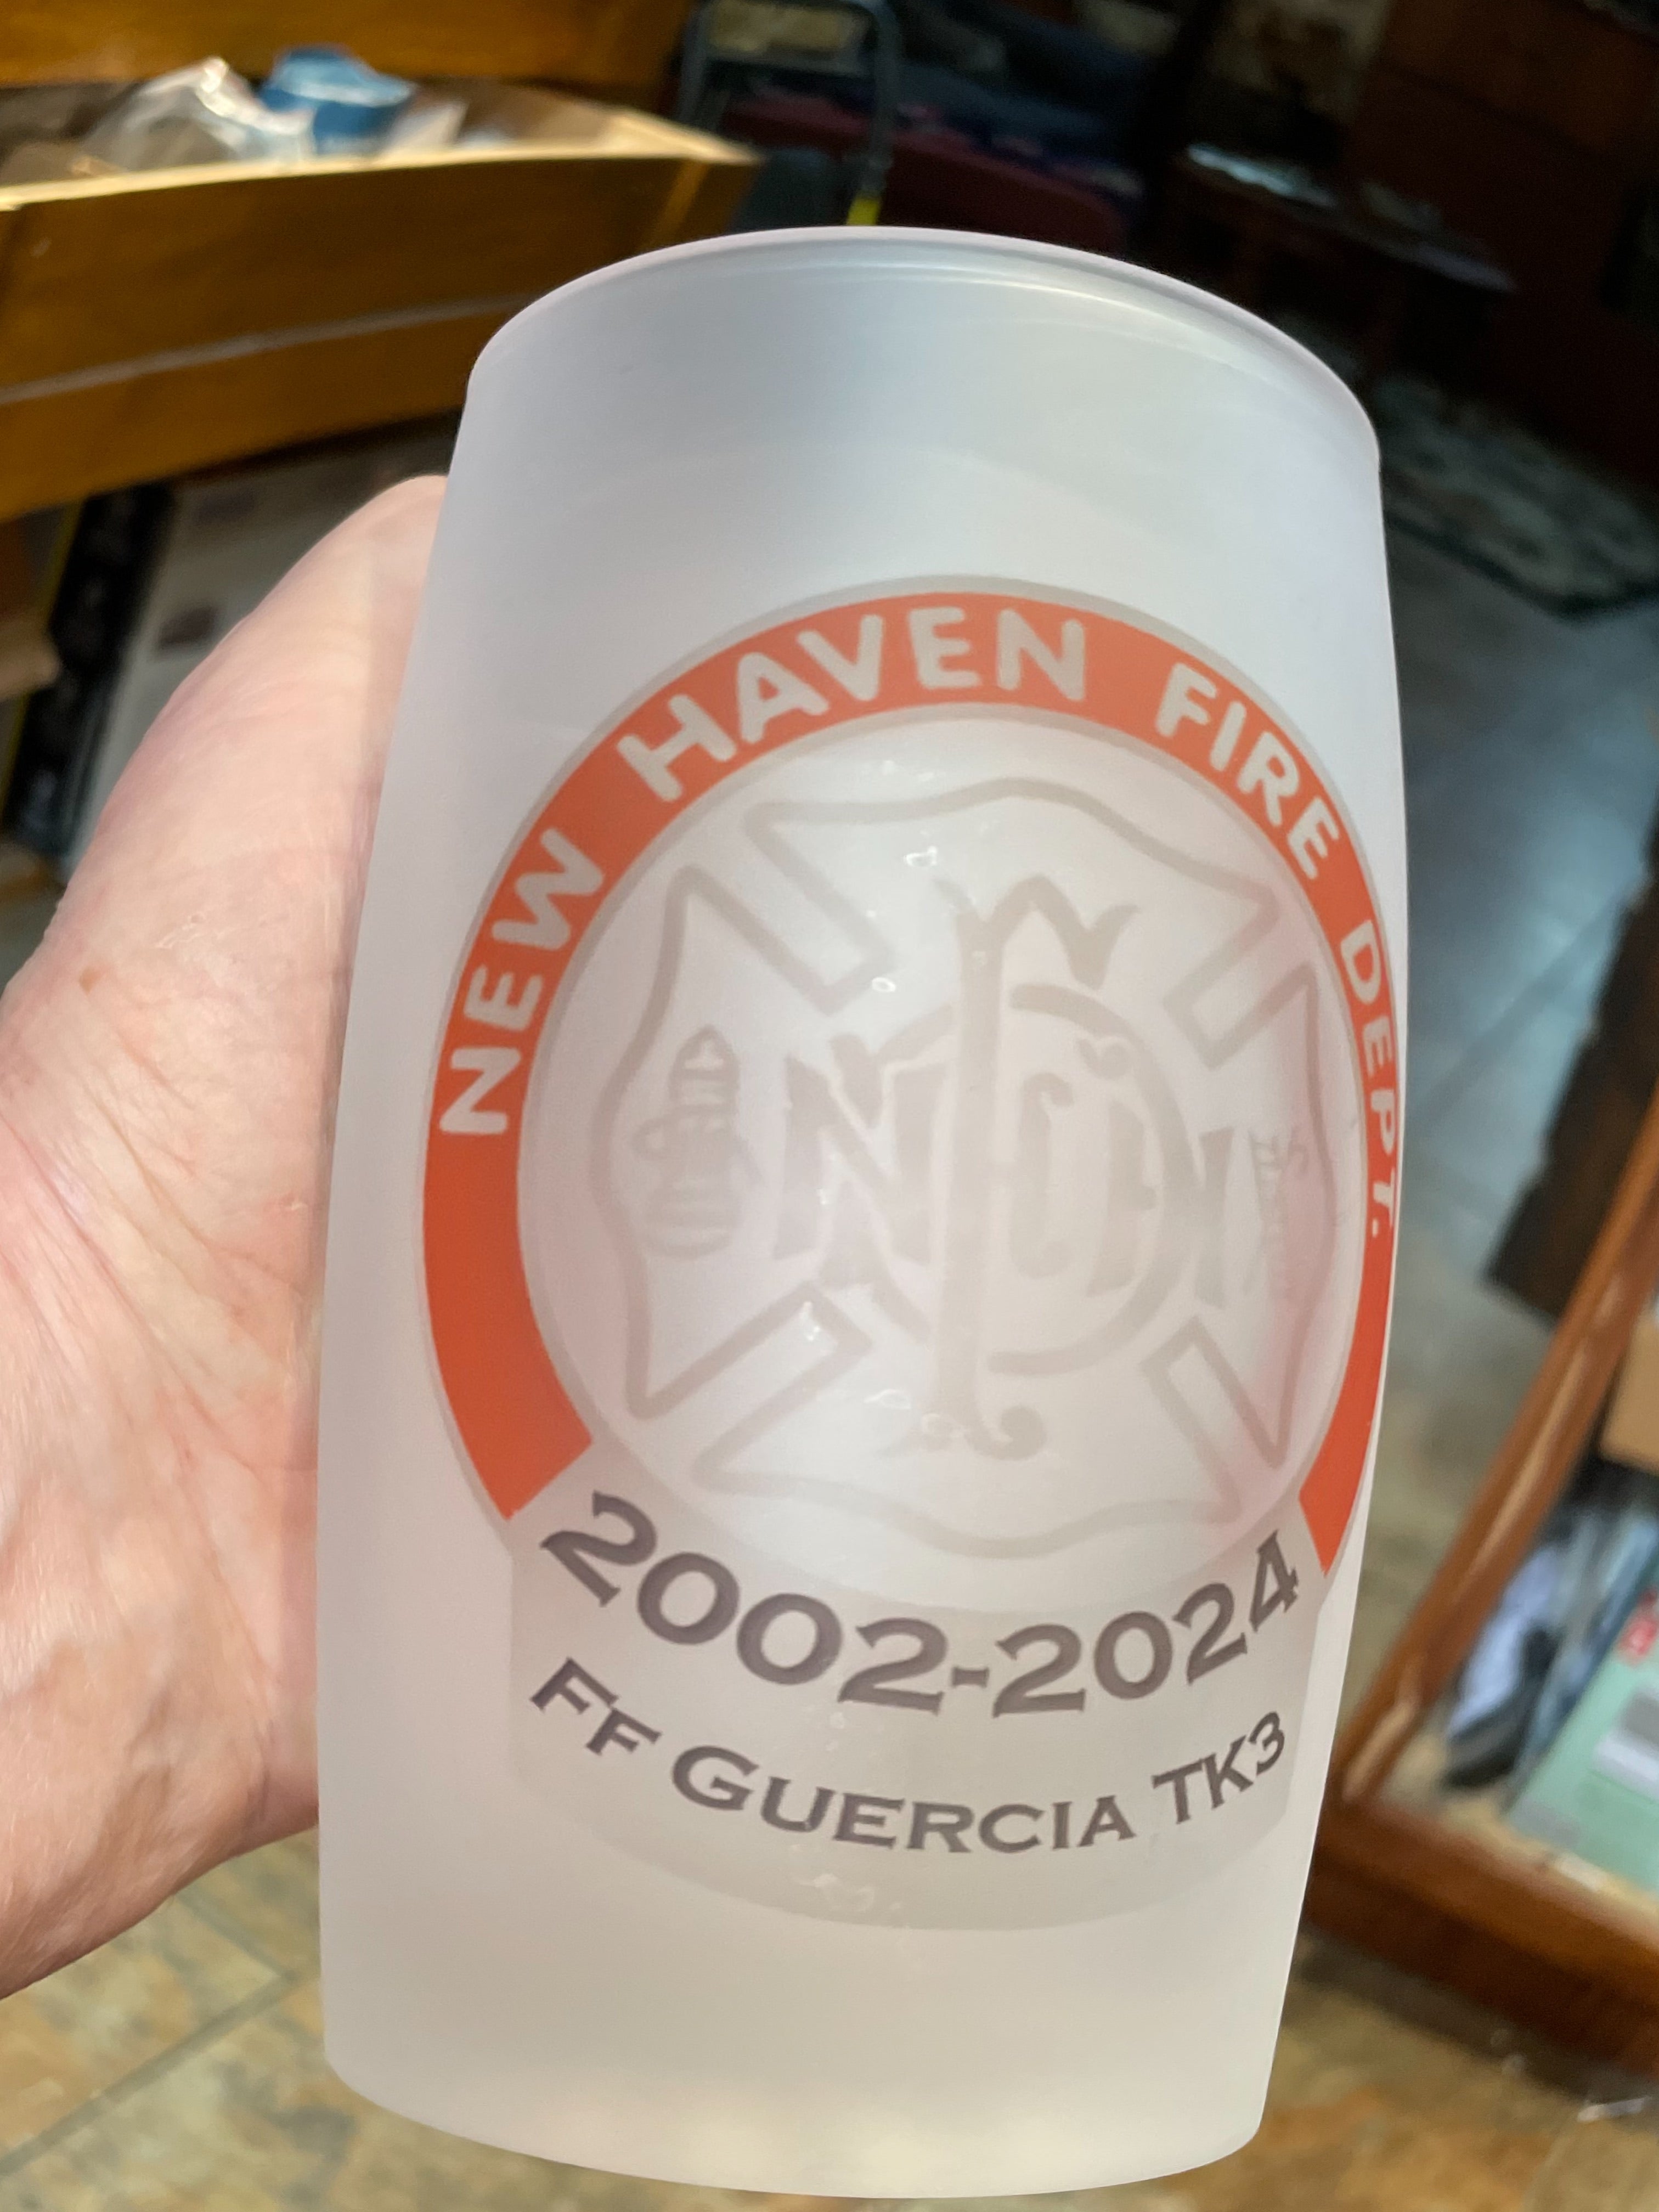 NEW HAVEN FIRE DEPT.
2002-2024
FF GUERCIA TK3